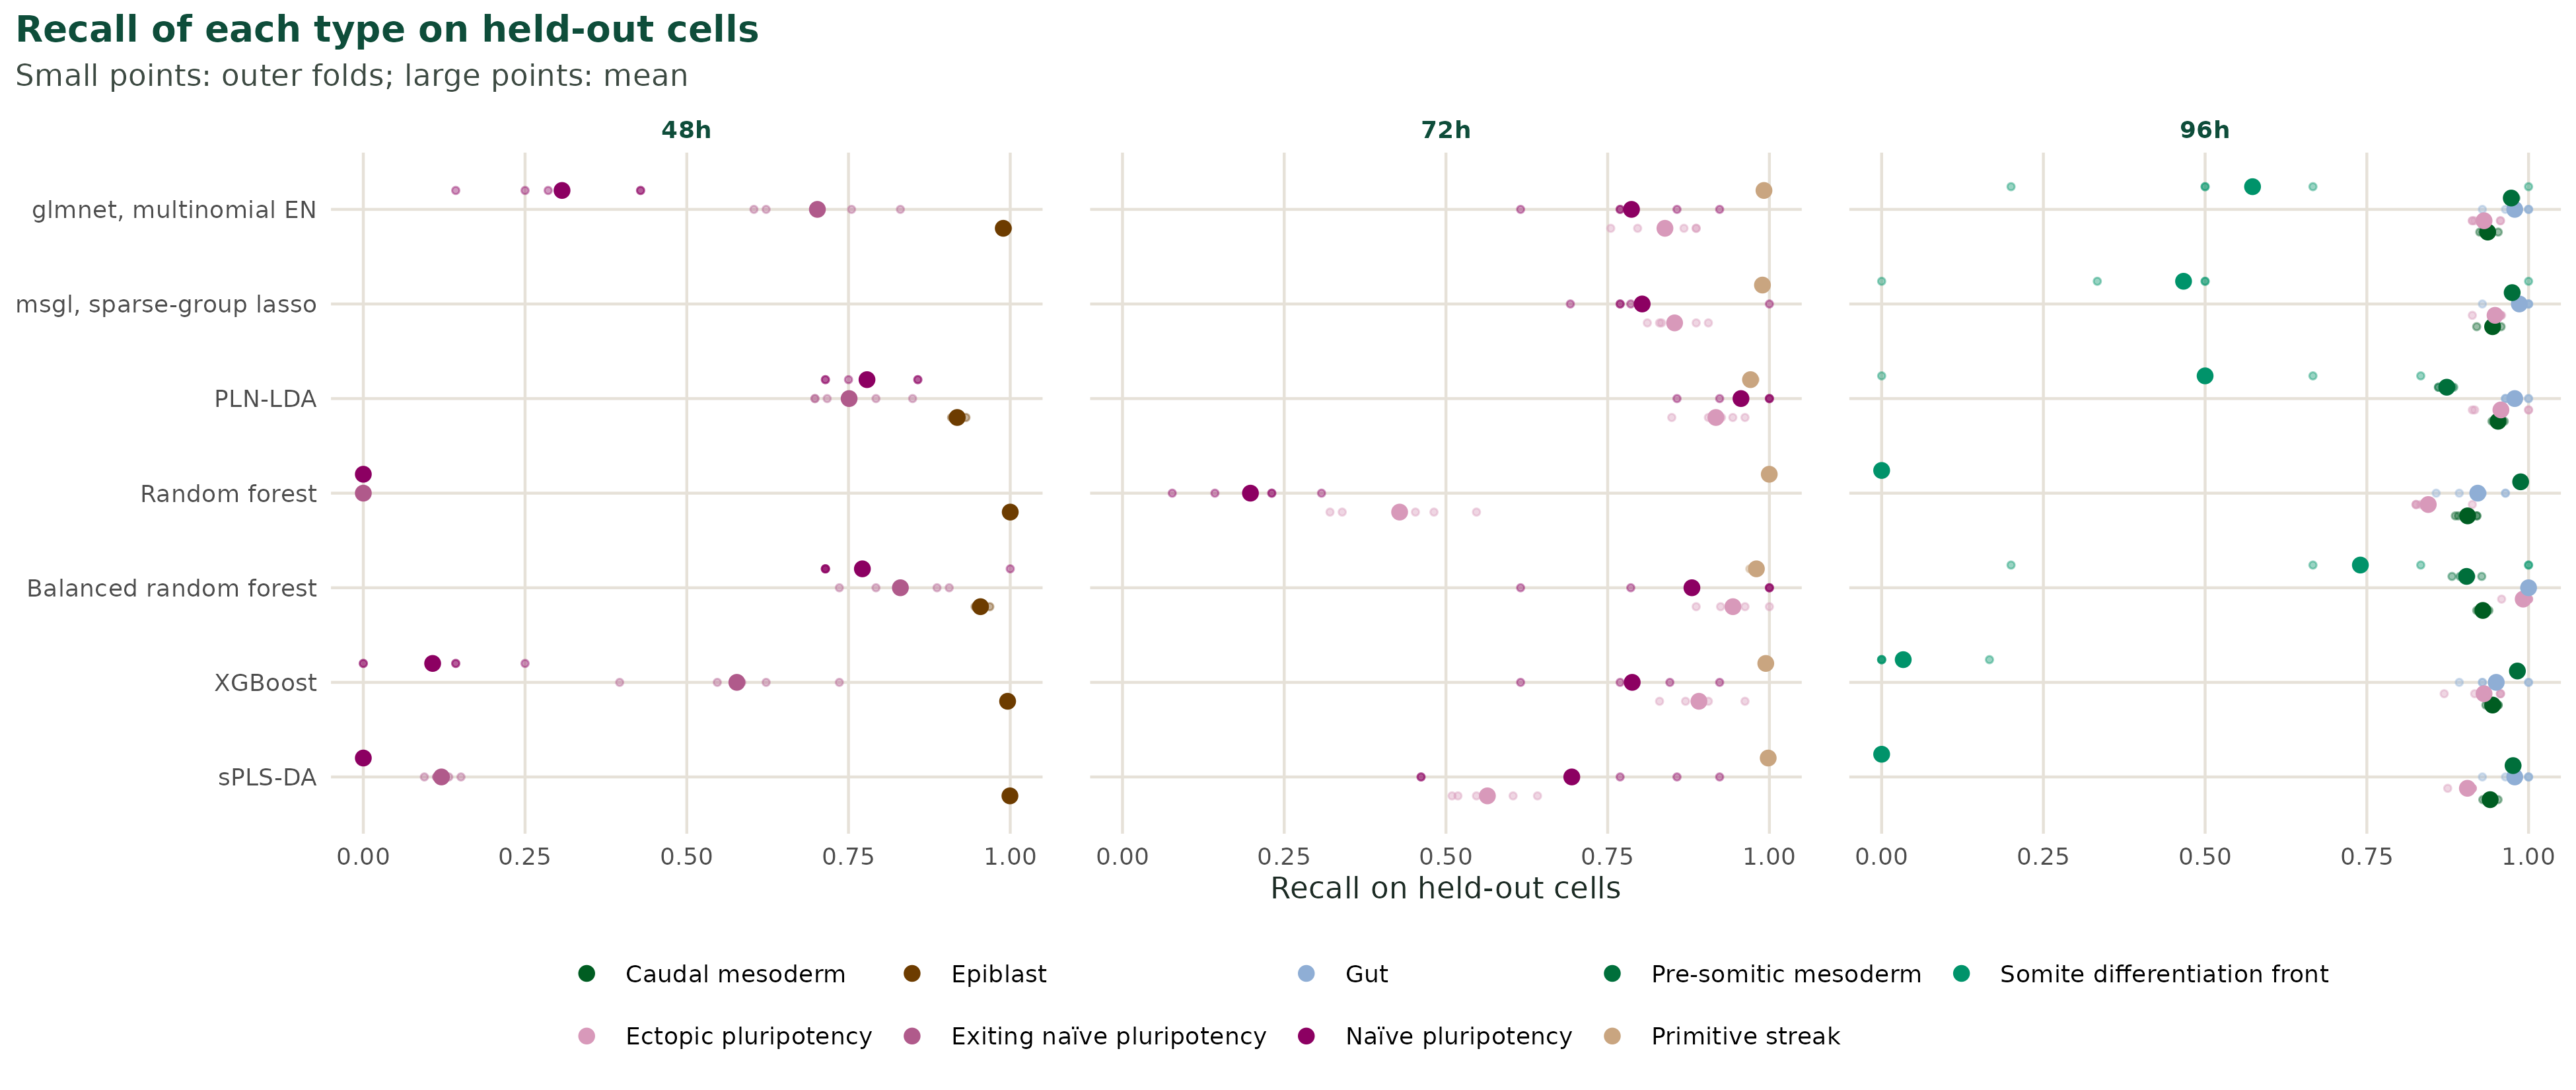 Recall of each type on held-out cells
Small points: outer folds; large points: mean
48h 72h 96h
glmnet, multinomial EN
msgl, sparse-group lasso
PLN-LDA
Random forest
Balanced random forest
XGBoost
sPLS-DA
0.00 0.25 0.50 0.75 1.00 0.00 0.25 0.50 0.75 1.00 0.00 0.25 0.50 0.75 1.00
Recall on held-out cells
Caudal mesoderm Epiblast Gut Pre-somitic mesoderm Somite differentiation front
Ectopic pluripotency Exiting naïve pluripotency Naïve pluripotency Primitive streak